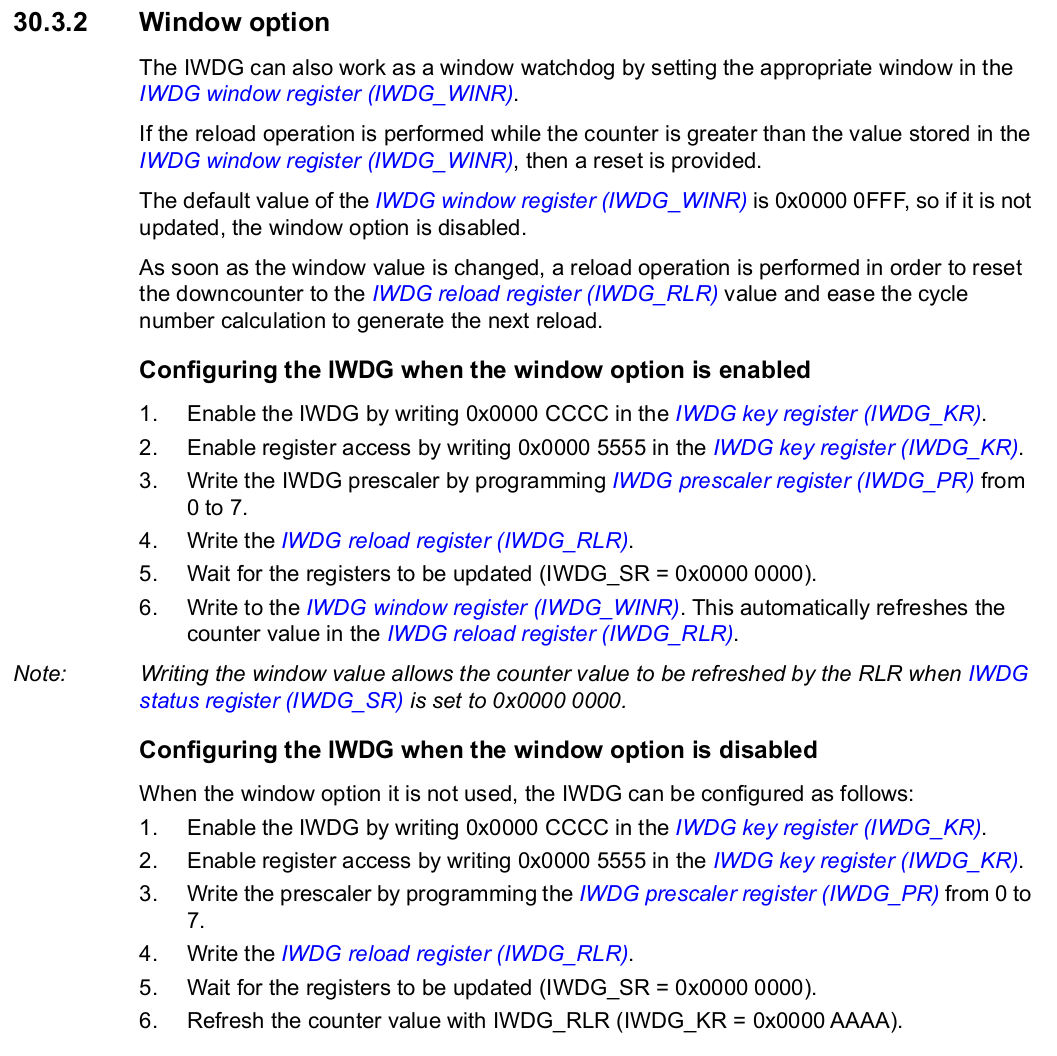 30.3.2 Window option
The IWDG can also work as a window watchdog by setting the appropriate window in the
IWDG window register (IWDG_WINR).
If the reload operation is performed while the counter is greater than the value stored in the
IWDG window register (IWDG_WINR), then a reset is provided.
The default value of the IWDG window register (IWDG_WINR) is 0x0000 0FFF, so if it is not
updated, the window option is disabled.
As soon as the window value is changed, a reload operation is performed in order to reset
the downcounter to the IWDG reload register (IWDG_RLR) value and ease the cycle
number calculation to generate the next reload.
Configuring the IWDG when the window option is enabled
1. Enable the IWDG by writing 0x0000 CCCC in the IWDG key register (IWDG_KR).
2. Enable register access by writing 0x0000 5555 in the IWDG key register (IWDG_KR).
3. Write the IWDG prescaler by programming IWDG prescaler register (IWDG_PR) from
0 to 7.
4. Write the IWDG reload register (IWDG_RLR).
5. Wait for the registers to be updated (IWDG_SR = 0x0000 0000).
6. Write to the IWDG window register (IWDG_WINR). This automatically refreshes the
counter value in the IWDG reload register (IWDG_RLR).
Note: Writing the window value allows the counter value to be refreshed by the RLR when IWDG
status register (IWDG_SR) is set to 0x0000 0000.
Configuring the IWDG when the window option is disabled
When the window option it is not used, the IWDG can be configured as follows:
1. Enable the IWDG by writing 0x0000 CCCC in the IWDG key register (IWDG_KR).
2. Enable register access by writing 0x0000 5555 in the IWDG key register (IWDG_KR).
3. Write the prescaler by programming the IWDG prescaler register (IWDG_PR) from 0 to
7.
4. Write the IWDG reload register (IWDG_RLR).
5. Wait for the registers to be updated (IWDG_SR = 0x0000 0000).
6. Refresh the counter value with IWDG_RLR (IWDG_KR = 0x0000 AAAA).